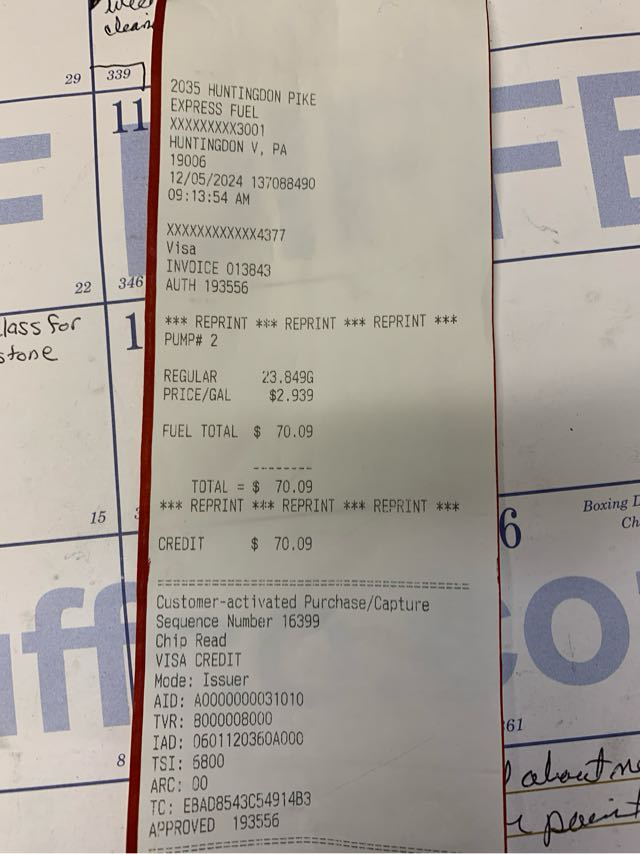 clean
29 339
11
22 346
lass for
stone
1
15
8
2035 HUNTINGDON PIKE
EXPRESS FUEL
XXXXXXXXX3001
HUNTINGDON V, PA
19006
12/05/2024 137088490
09:13:54 AM
XXXXXXXXXXXX4377
Visa
INVOICE 013843
AUTH 193556
*** REPRINT *** REPRINT *** REPRINT ***
PUMP# 2
REGULAR 23.849G
PRICE/GAL $2.939
FUEL TOTAL $ 70.09
--------
TOTAL = $ 70.09
*** REPRINT *** REPRINT *** REPRINT ***
CREDIT $ 70.09
=======================================
Customer-activated Purchase/Capture
Sequence Number 16399
Chip Read
VISA CREDIT
Mode: Issuer
AID: A0000000031010
TVR: 8000008000
IAD: 0601120360A000
TSI: 6800
ARC: 00
TC: EBAD8543C54914B3
APPROVED 193556
=======================================
6
Boxing D
Ch
61
about